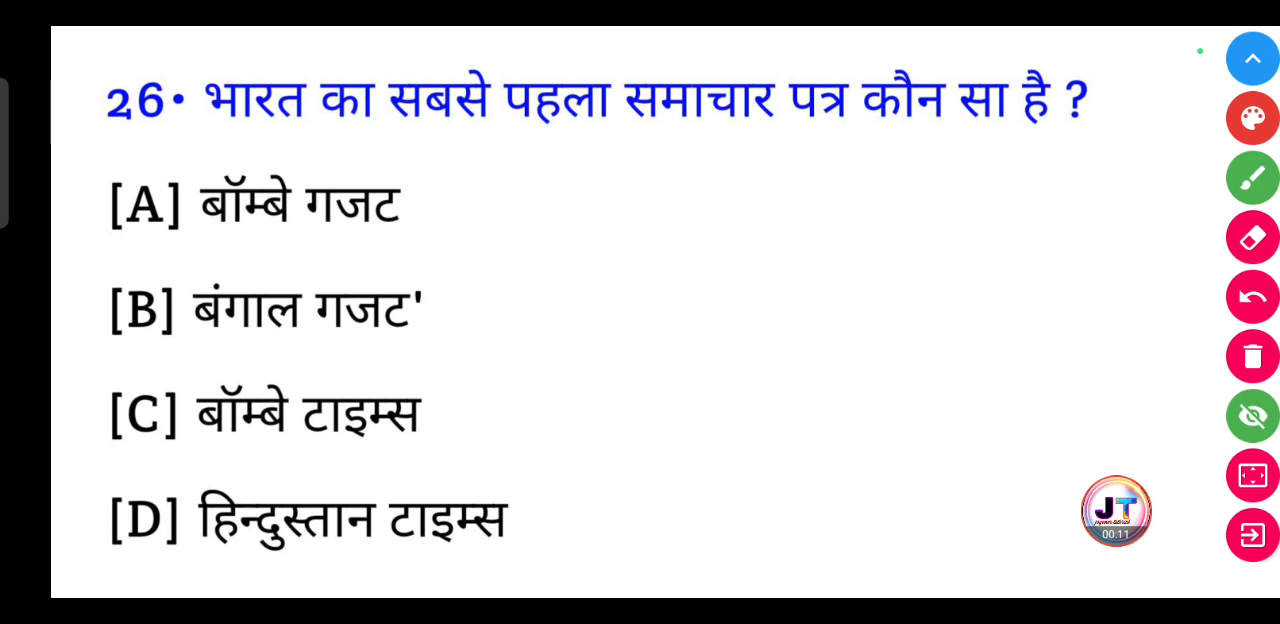 26• भारत का सबसे पहला समाचार पत्र कौन सा है ?
[A] बॉम्बे गजट
[B] बंगाल गजट'
[C] बॉम्बे टाइम्स
[D] हिन्दुस्तान टाइम्स
JT
00:11